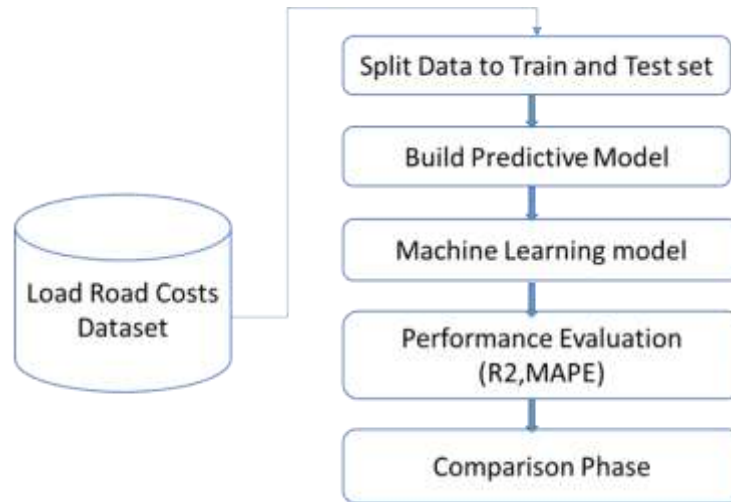 Load Road Costs
Dataset
Split Data to Train and Test set
Build Predictive Model
Machine Learning model
Performance Evaluation
(R2,MAPE)
Comparison Phase